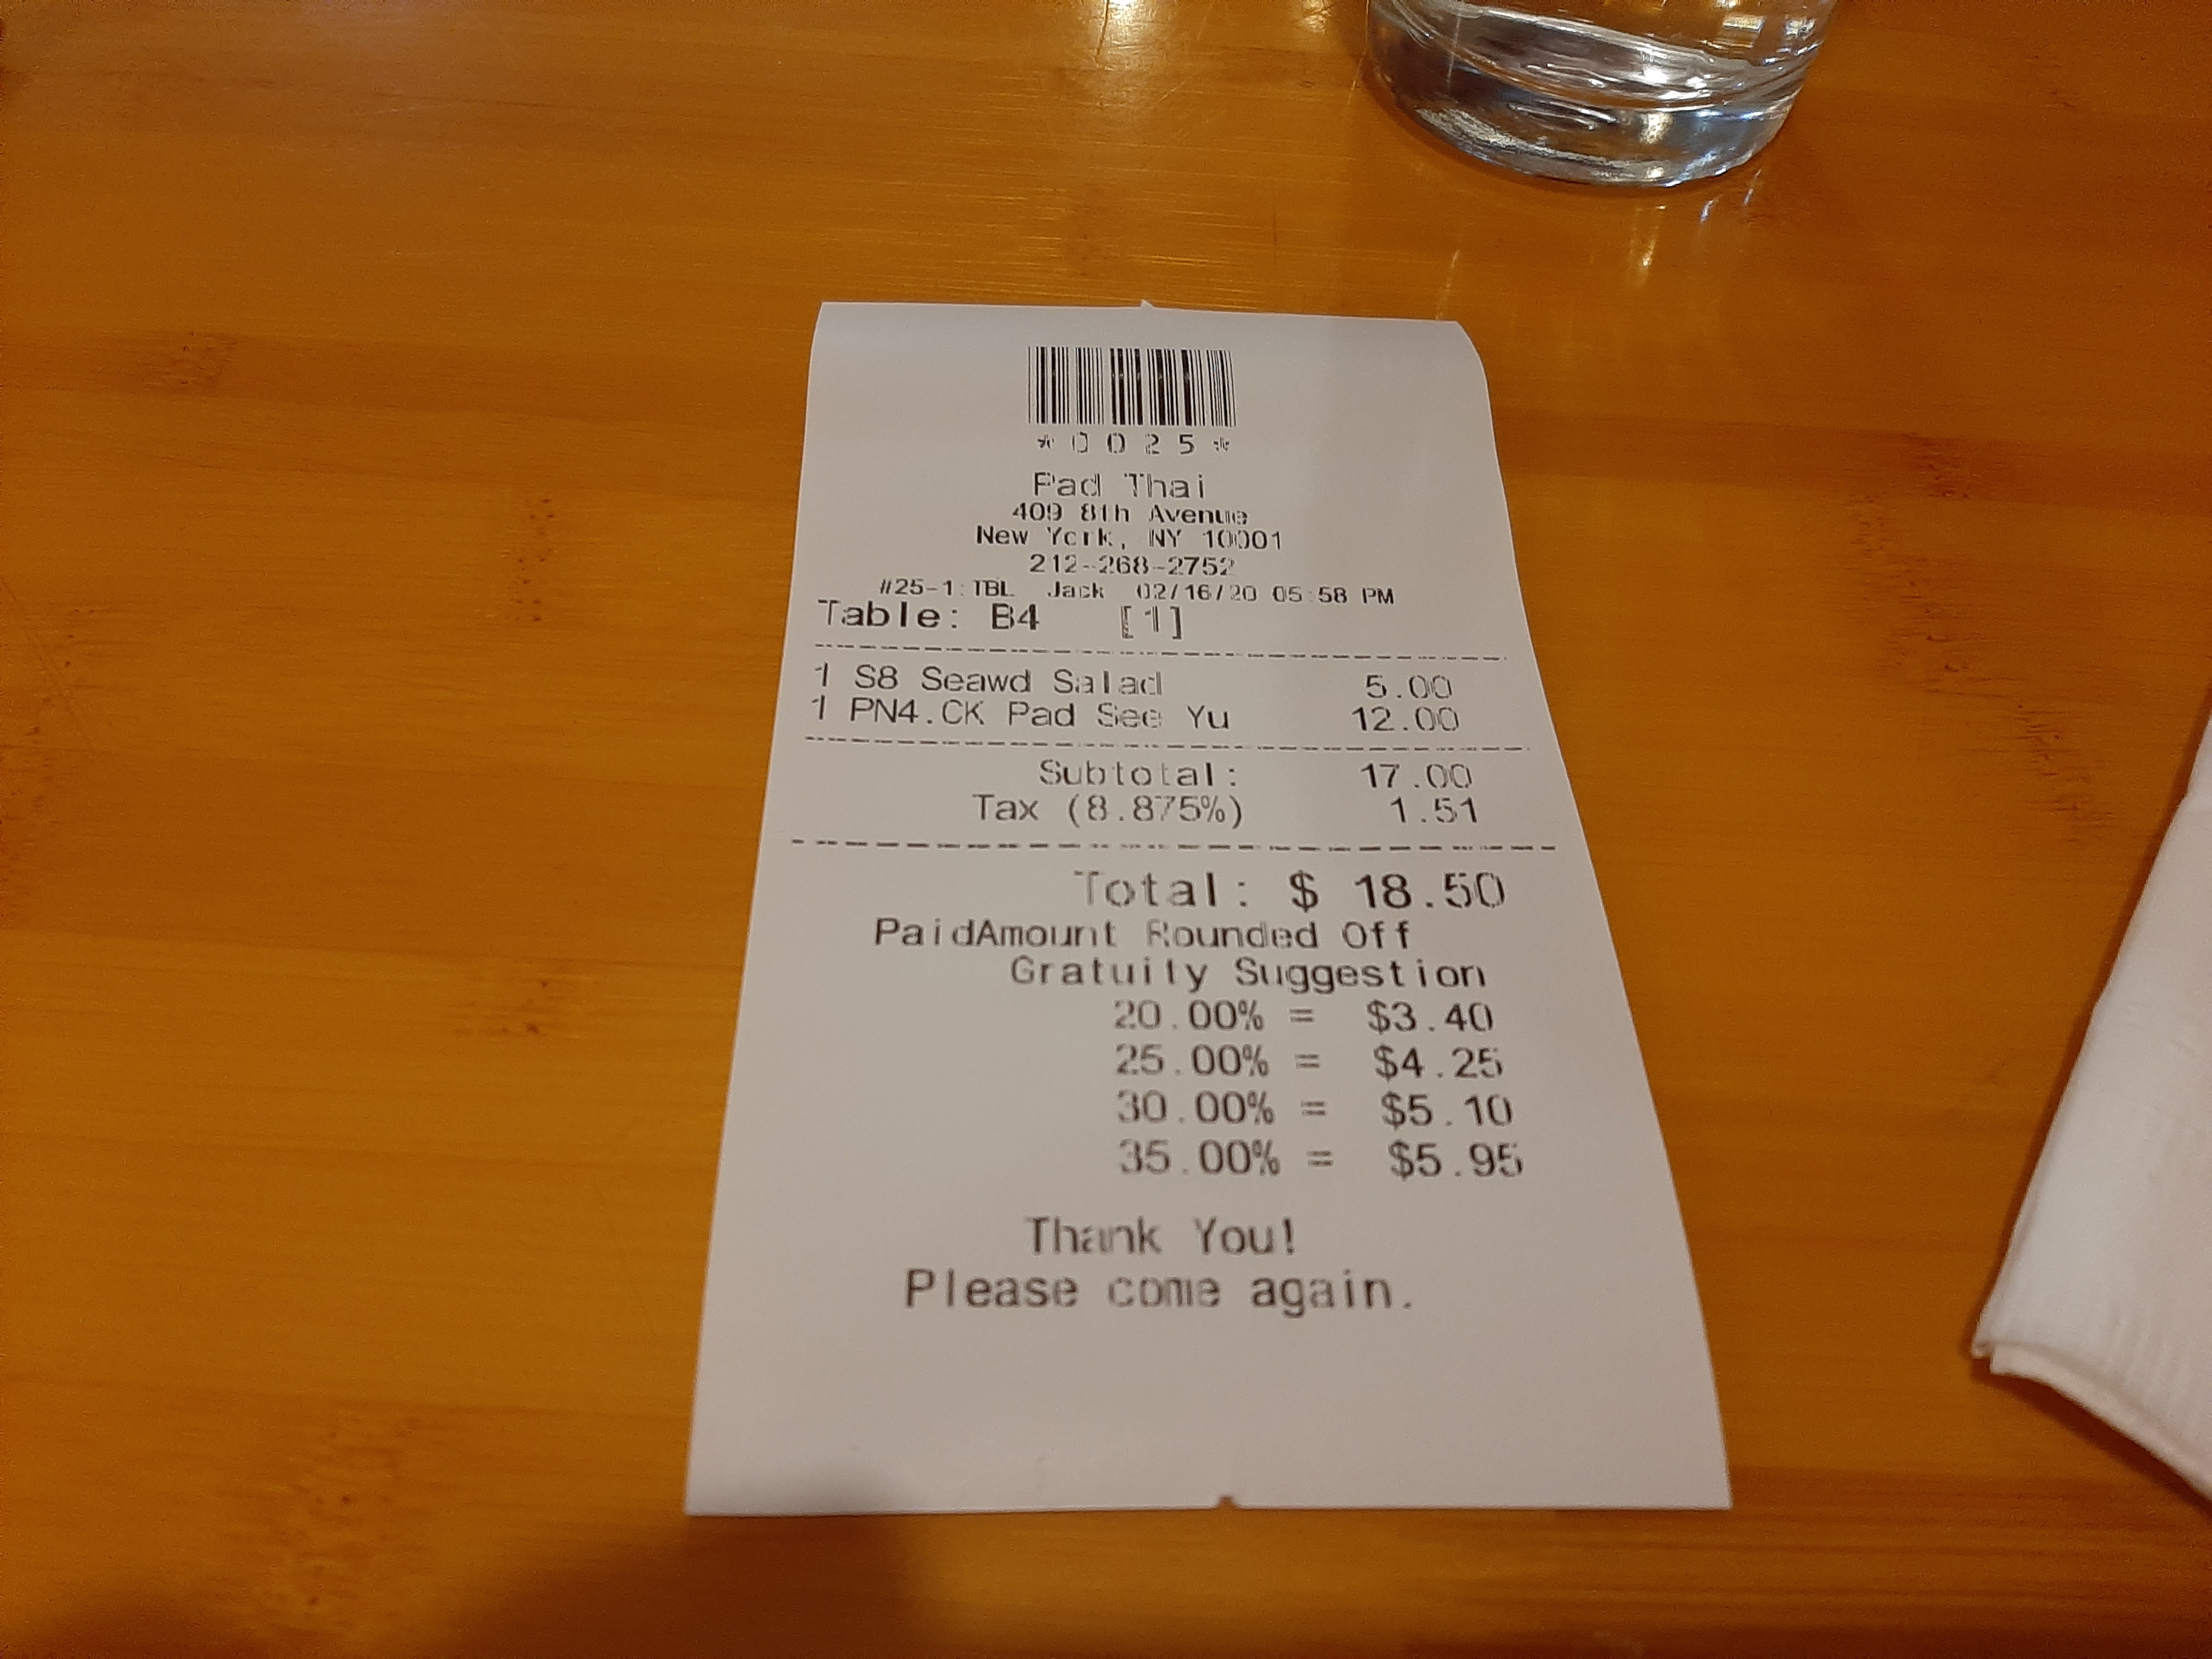 *0025*
Pad Thai
409 8th Avenue
New York, NY 10001
212-268-2752
#25-1:TBL Jack 02/16/20 05:58 PM
Table: B4 [1]
1 S8 Seawd Salad 5.00
1 PN4.CK Pad See Yu 12.00
Subtotal: 17.00
Tax (8.875%) 1.51
Total: $ 18.50
PaidAmount Rounded Off
Gratuity Suggestion
20.00% = $3.40
25.00% = $4.25
30.00% = $5.10
35.00% = $5.95
Thank You!
Please come again.